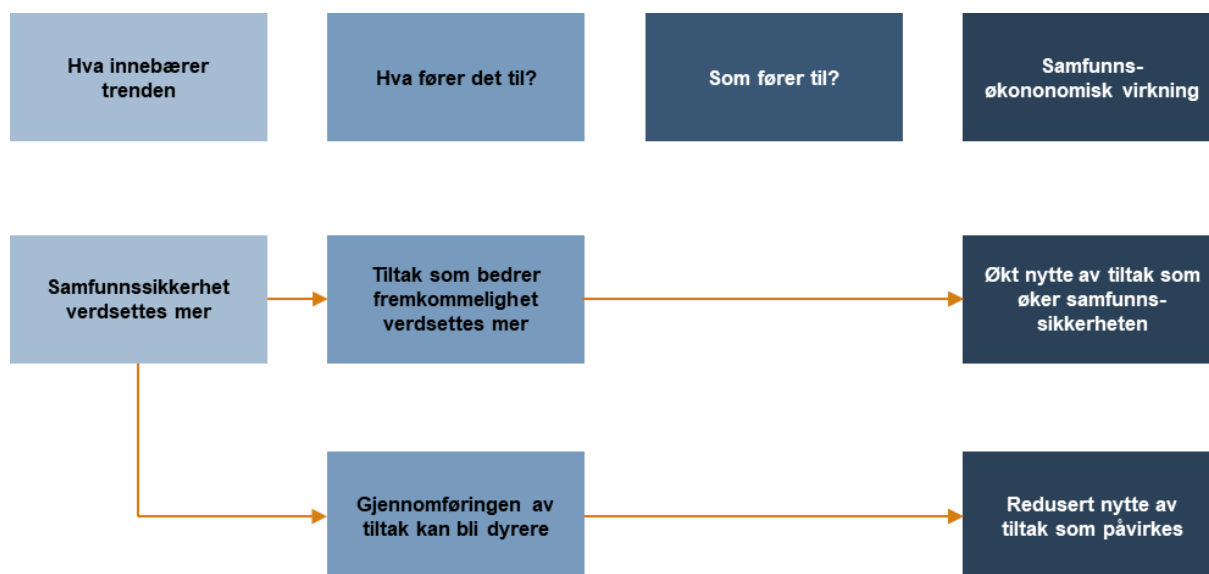 Hva innebærer
trenden
Hva fører det til?
Som fører til?
Samfunns-
økononomisk virkning
Samfunnssikkerhet
verdsettes mer
Tiltak som bedrer
fremkommelighet
verdsettes mer
Økt nytte av tiltak som
øker samfunns-
sikkerheten
Gjennomføringen av
tiltak kan bli dyrere
Redusert nytte av
tiltak som påvirkes